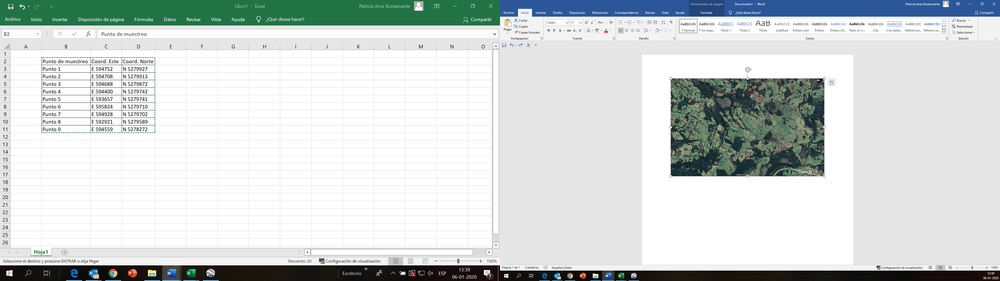 Libro1 - Excel
Patricia Aros Bustamante
Archivo Inicio Insertar Disposición de página Fórmulas Datos Revisar Vista Ayuda ¿Qué desea hacer? Compartir
B2 fx Punto de muestreo
A B C D E F G H I J K L M N O
1
2 Punto de muestreo Coord. Este Coord. Norte
3 Punto 1 E 594752 N 5279927
4 Punto 2 E 594708 N 5279913
5 Punto 3 E 594688 N 5279872
6 Punto 4 E 594400 N 5279742
7 Punto 5 E 593657 N 5279741
8 Punto 6 E 595824 N 5279710
9 Punto 7 E 594928 N 5279702
10 Punto 8 E 592921 N 5279589
11 Punto 9 E 594559 N 5278272
12
13
14
15
16
17
18
19
20
21
22
23
24
25
26
Hoja1
Seleccione el destino y presione ENTRAR o elija Pegar Recuento: 30 Configuración de visualización 100%
Escritorio ESP 13:39
06-01-2020 7
Herramientas de imagen Documento1 - Word Patricia Aros Bustamante
Archivo Inicio Insertar Diseño Disposición Referencias Correspondencia Revisar Vista Ayuda Formato ¿Qué desea hacer? Compartir
Pegar
Cortar
Copiar
Copiar formato
Portapapeles
Calibri 11
N K S abc x₂ x²
Fuente
Párrafo
AaBbCcDc AaBbCcDc AaBbCc AaBbCcD AaB AaBbCcD AaBbCcDc AaBbCcDc AaBbCcDc AaBbCcDc AaBbCcDc AaBbCcDc AABBCCDD AABBCCDD
¶ Normal ¶ Sin espa... Título 1 Título 2 Título Subtítulo Énfasis sutil Énfasis Énfasis int... Texto en n... Cita Cita desta... Referencia... Referencia...
Estilos
Buscar
Reemplazar
Seleccionar
Edición
Google Earth
Página 1 de 1 0 palabras Español (Chile) Configuración de visualización 100%
13:39
06-01-2020